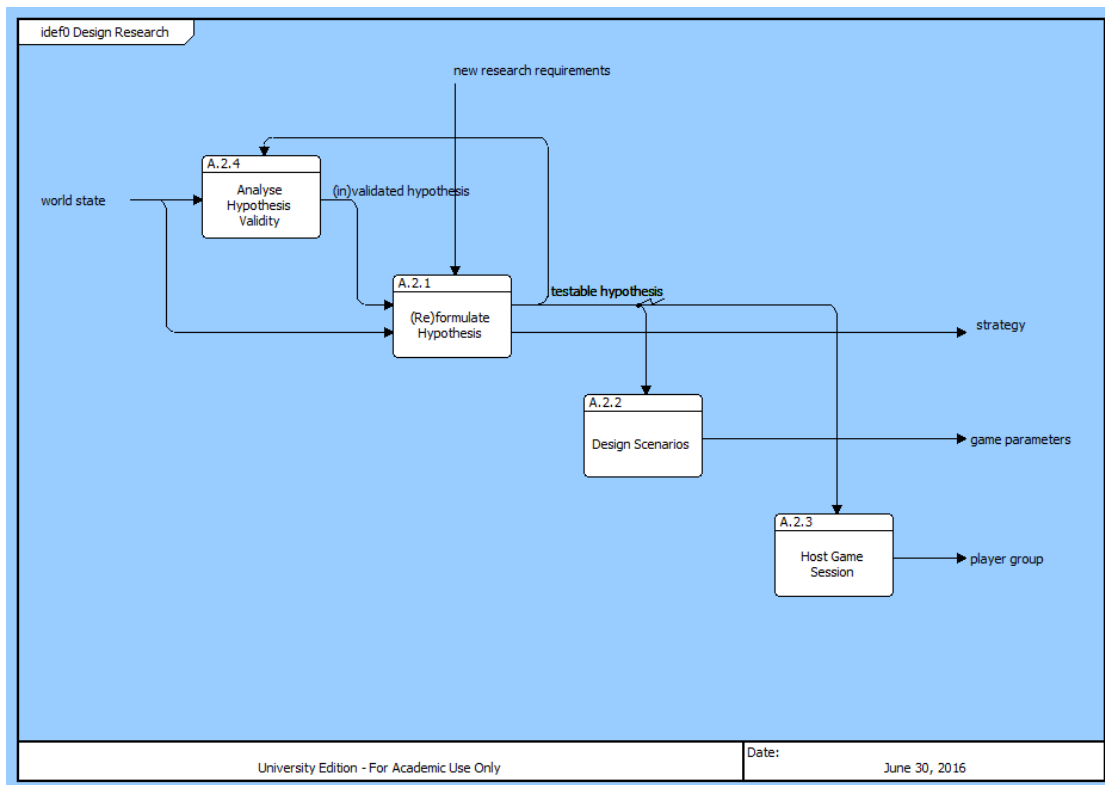 idef0 Design Research
new research requirements
A.2.4
Analyse
Hypothesis
Validity
world state
(in)validated hypothesis
A.2.1
(Re)formulate
Hypothesis
testable hypothesis
strategy
A.2.2
Design Scenarios
game parameters
A.2.3
Host Game
Session
player group
University Edition - For Academic Use Only
Date:
June 30, 2016